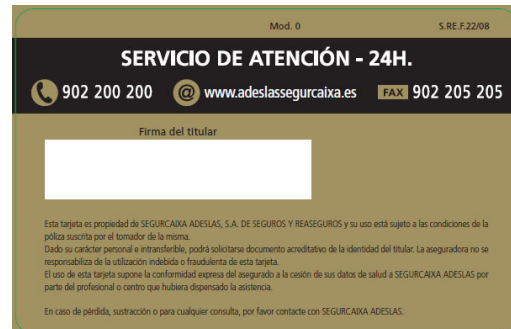 Mod. 0 S.RE.F.22/08
SERVICIO DE ATENCIÓN - 24H.
902 200 200 @ www.adeslassegurcaixa.es FAX 902 205 205
Firma del titular
Esta tarjeta es propiedad de SEGURCAIXA ADESLAS, S.A. DE SEGUROS Y REASEGUROS y su uso está sujeto a las condiciones de la
póliza suscrita por el tomador de la misma.
Dado su carácter personal e intransferible, podrá solicitarse documento acreditativo de la identidad del titular. La aseguradora no se
responsabiliza de la utilización indebida o fraudulenta de esta tarjeta.
El uso de esta tarjeta supone la conformidad expresa del asegurado a la cesión de sus datos de salud a SEGURCAIXA ADESLAS por
parte del profesional o centro que hubiera dispensado la asistencia.
En caso de pérdida, sustracción o para cualquier consulta, por favor contacte con SEGURCAIXA ADESLAS.